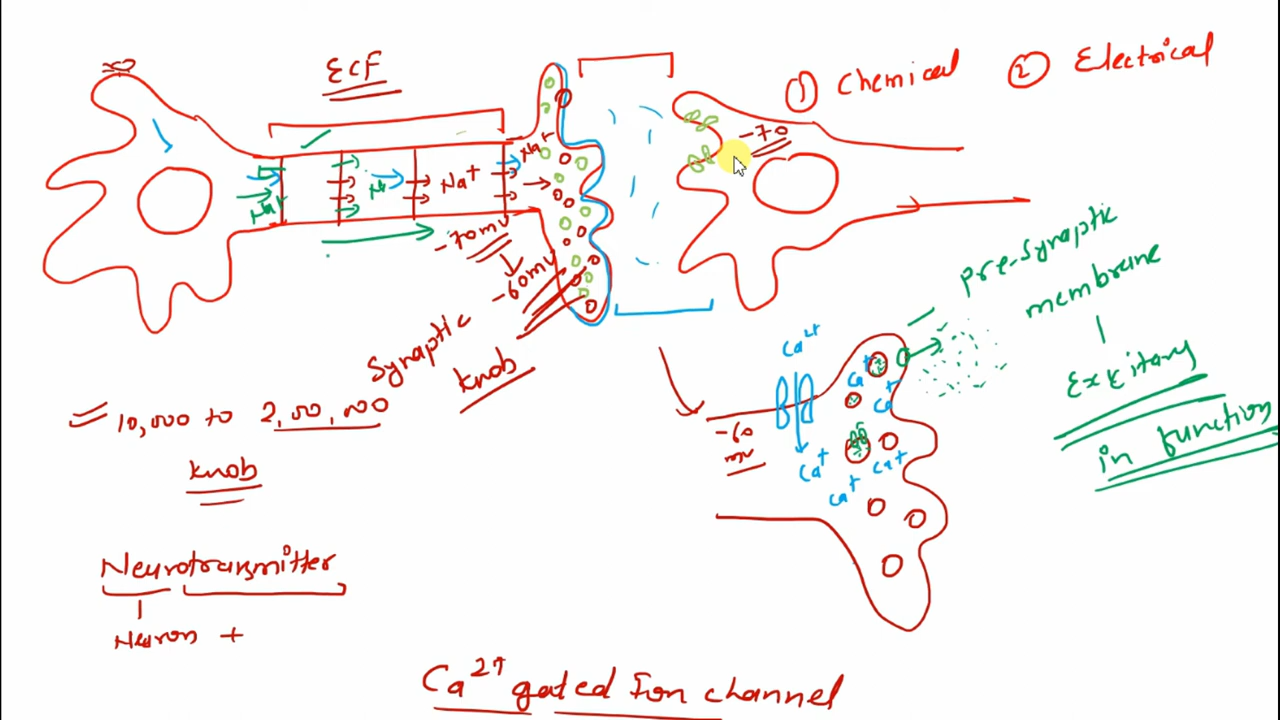 ECF
① Chemical ② Electrical
-70
Na+
Na+
Na+
-70mv
-60mv
Synaptic
knob
Pre-Synaptic
membrane
in function
10,000 to 2,00,000
knob
Ca2+
Ca+
Ca+
Ca+
Ca+
Ca+
-60
mv
Neurotransmitter
Neuron +
Ca2+ gated Ion channel